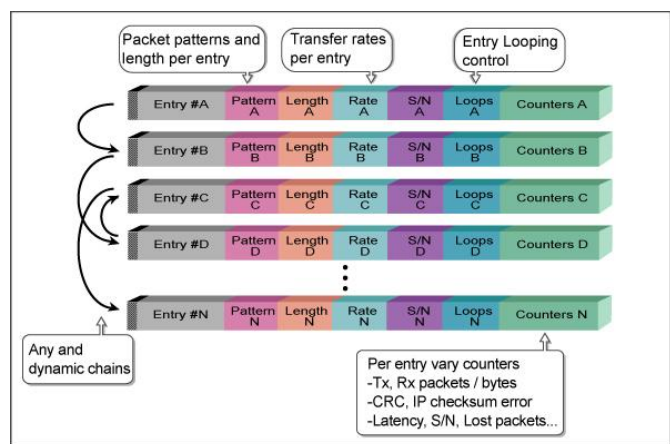 Packet patterns and
length per entry
Transfer rates
per entry
Entry Looping
control
Entry #A Pattern A Length A Rate A S/N A Loops A Counters A
Entry #B Pattern B Length B Rate B S/N B Loops B Counters B
Entry #C Pattern C Length C Rate C S/N C Loops C Counters C
Entry #D Pattern D Length D Rate D S/N D Loops D Counters D
Entry #N Pattern N Length N Rate N S/N N Loops N Counters N
Any and
dynamic chains
Per entry vary counters
-Tx, Rx packets / bytes
-CRC, IP checksum error
-Latency, S/N, Lost packets...